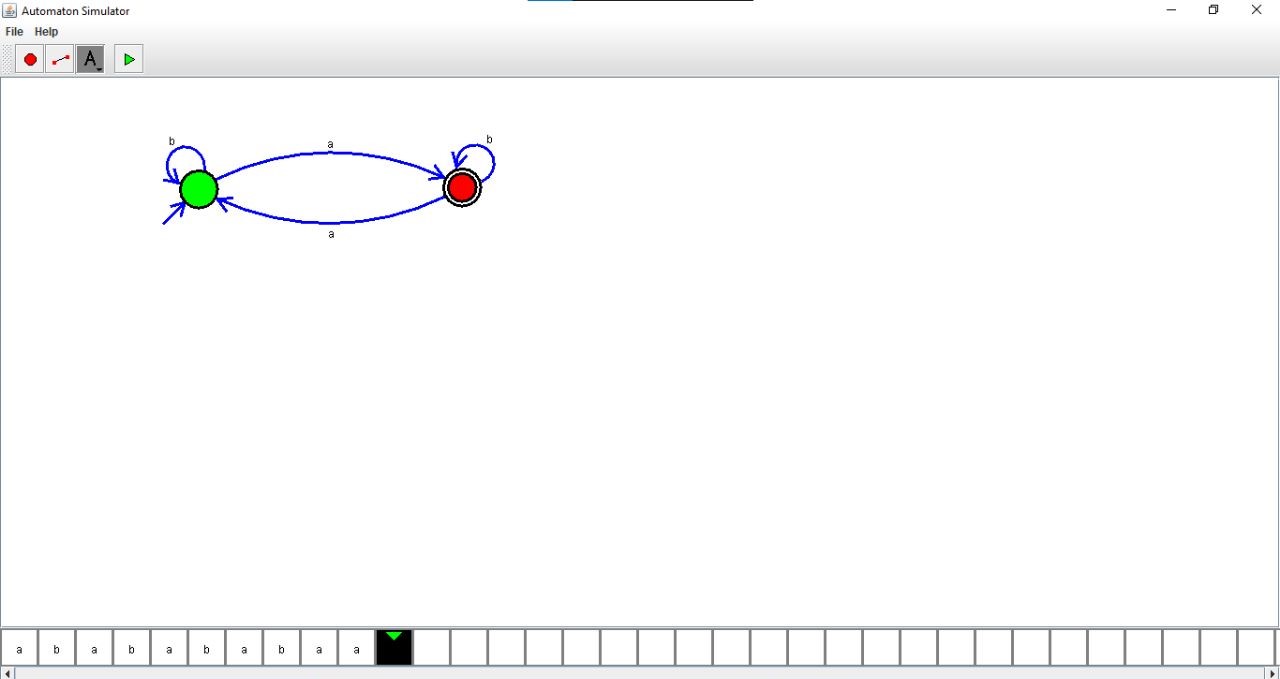 Automaton Simulator
File Help
A
b a b
a
a b a b a b a b a a